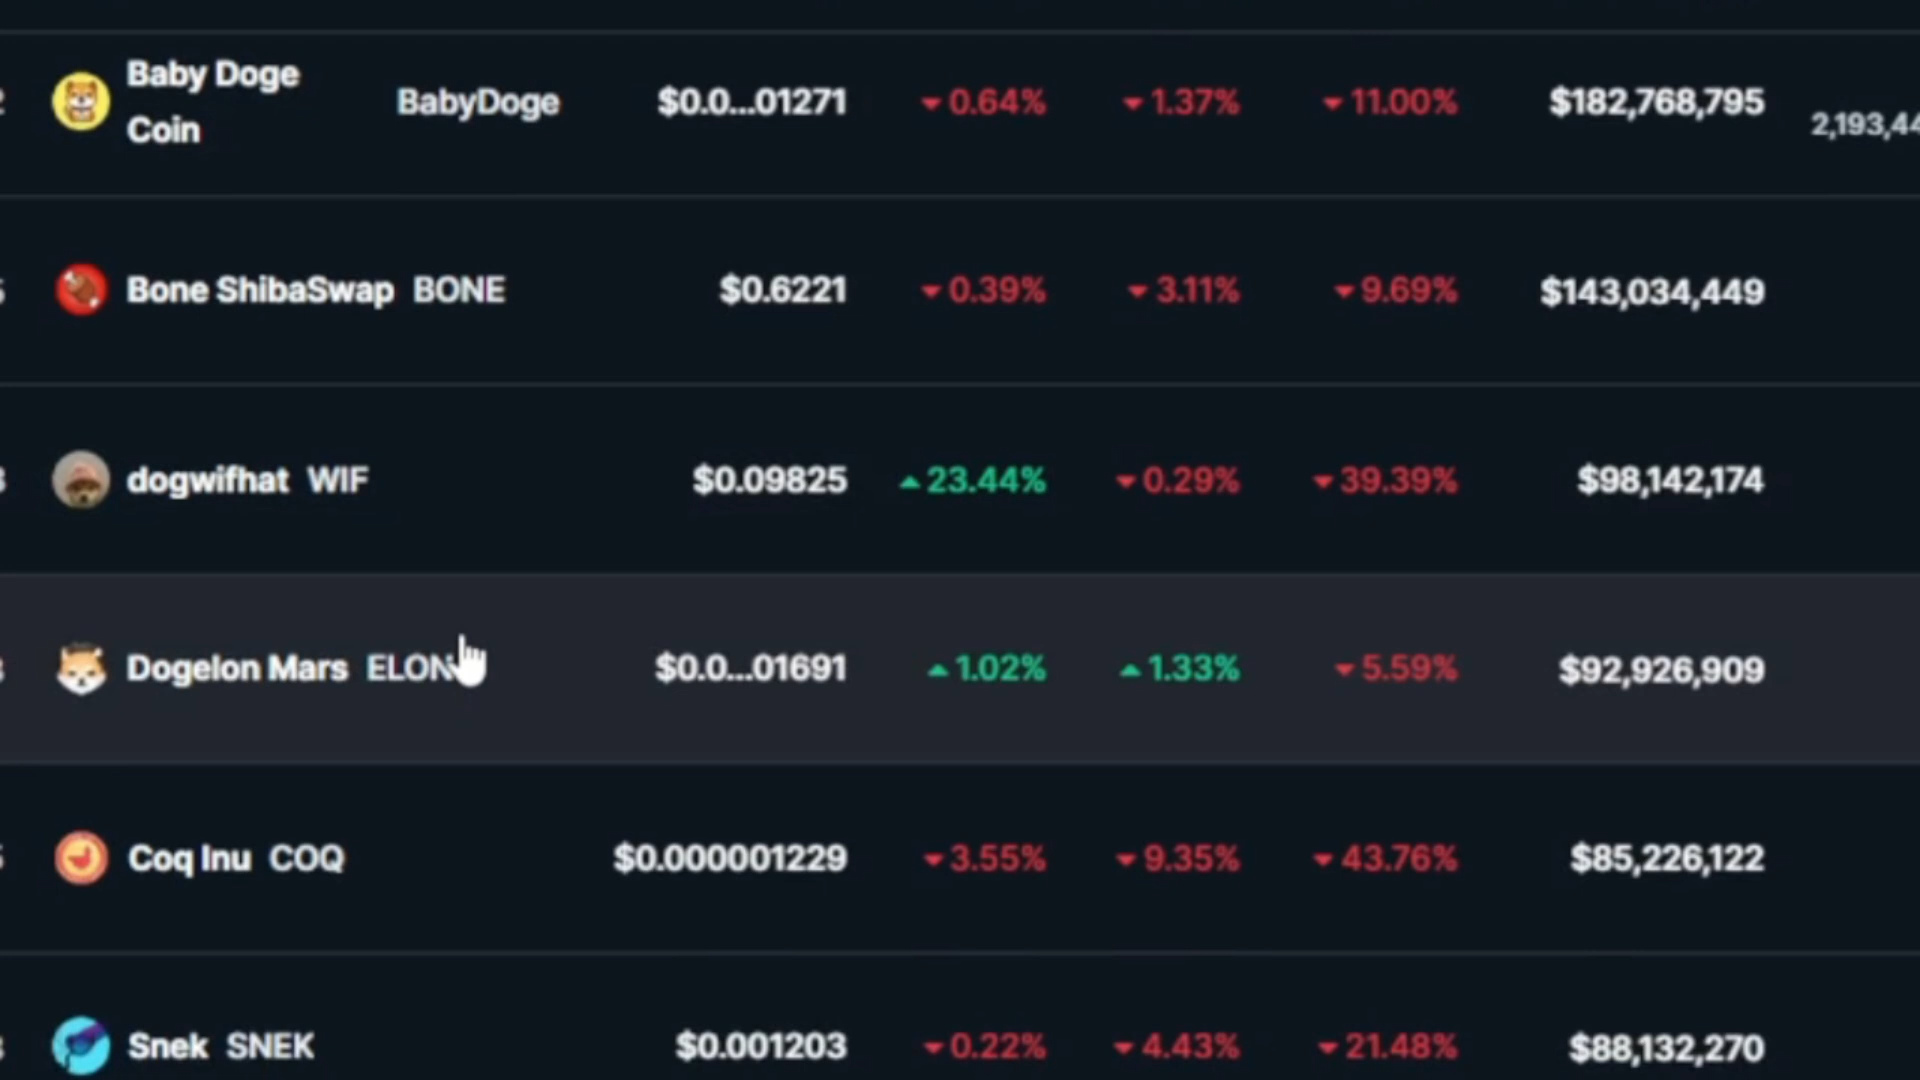 Baby Doge
Coin BabyDoge $0.0...01271 0.64% 1.37% 11.00% $182,768,795
2,193,44
Bone ShibaSwap BONE $0.6221 0.39% 3.11% 9.69% $143,034,449
dogwifhat WIF $0.09825 23.44% 0.29% 39.39% $98,142,174
Dogelon Mars ELON $0.0...01691 1.02% 1.33% 5.59% $92,926,909
Coq Inu COQ $0.000001229 3.55% 9.35% 43.76% $85,226,122
Snek SNEK $0.001203 0.22% 4.43% 21.48% $88,132,270